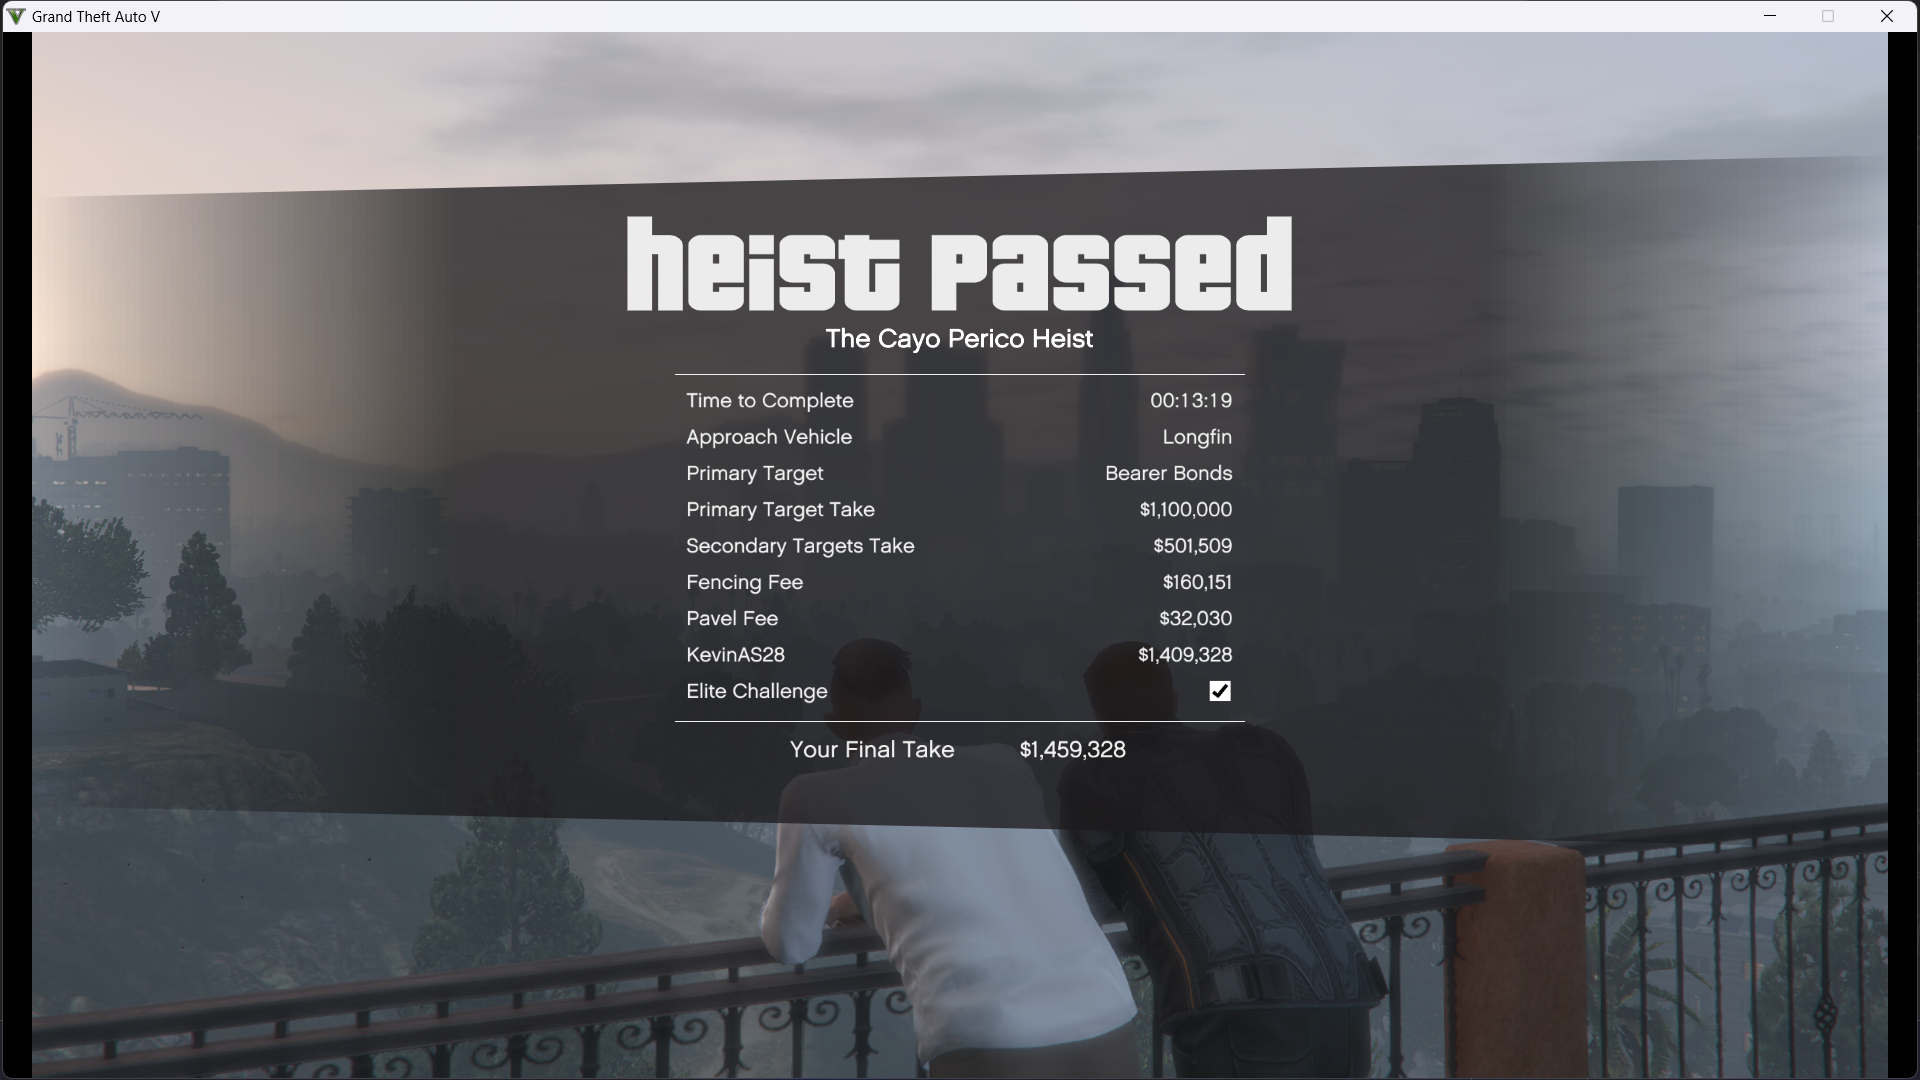 Grand Theft Auto V
heist passed
The Cayo Perico Heist
Time to Complete 00:13:19
Approach Vehicle Longfin
Primary Target Bearer Bonds
Primary Target Take $1,100,000
Secondary Targets Take $501,509
Fencing Fee $160,151
Pavel Fee $32,030
KevinAS28 $1,409,328
Elite Challenge
Your Final Take $1,459,328